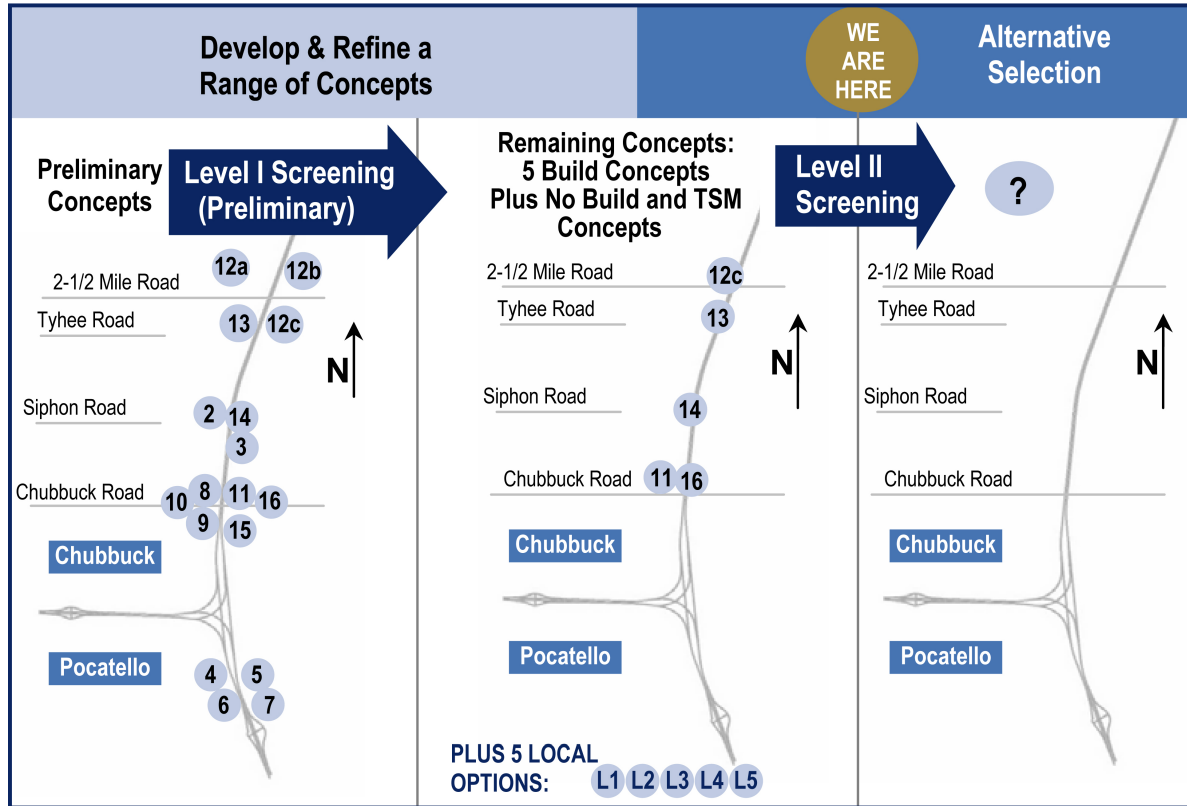 Develop & Refine a
Range of Concepts
WE
ARE
HERE
Alternative
Selection
Preliminary
Concepts
Level I Screening
(Preliminary)
12a
12b
2-1/2 Mile Road
Tyhee Road
13
12c
N
Siphon Road
2
14
3
Chubbuck Road
10
8
11
16
9
15
Chubbuck
Pocatello
4
5
6
7
Remaining Concepts:
5 Build Concepts
Plus No Build and TSM
Concepts
12c
2-1/2 Mile Road
Tyhee Road
13
N
Siphon Road
14
11
16
Chubbuck Road
Chubbuck
Pocatello
PLUS 5 LOCAL
OPTIONS:
L1 L2 L3 L4 L5
Level II
Screening
?
2-1/2 Mile Road
Tyhee Road
N
Siphon Road
Chubbuck Road
Chubbuck
Pocatello